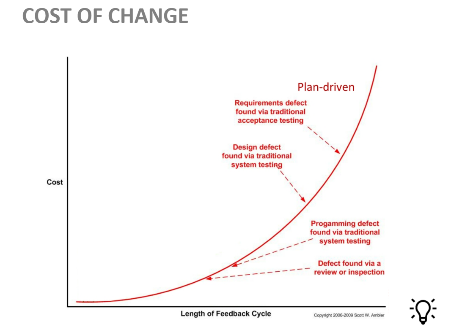 COST OF CHANGE
Plan-driven
Requirements defect
found via traditional
acceptance testing
Design defect
found via traditional
system testing
Cost
Progamming defect
found via traditional
system testing
Defect found via a
review or inspection
Length of Feedback Cycle
Copyright 2006-2009 Scott W. Ambler